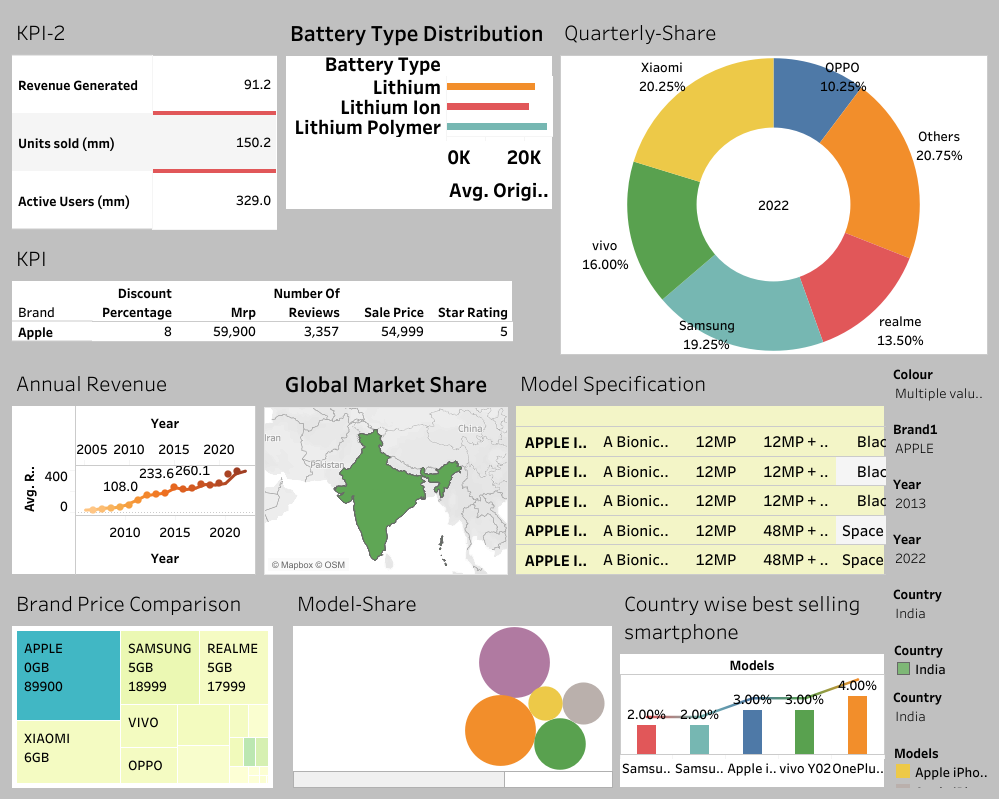 KPI-2
Revenue Generated 91.2
Units sold (mm) 150.2
Active Users (mm) 329.0
Battery Type Distribution
Battery Type
Lithium
Lithium Ion
Lithium Polymer
0K 20K
Avg. Origi..
Quarterly-Share
Xiaomi
20.25%
OPPO
10.25%
Others
20.75%
2022
vivo
16.00%
Samsung
19.25%
realme
13.50%
KPI
Discount Number Of
Brand Percentage Mrp Reviews Sale Price Star Rating
Apple 8 59,900 3,357 54,999 5
Annual Revenue
Year
2005 2010 2015 2020
Avg. R..
400
0
108.0 233.6 260.1
2010 2015 2020
Year
Global Market Share
Iran
China
Pakistan
© Mapbox © OSM
Model Specification
APPLE I.. A Bionic.. 12MP 12MP + .. Blac
APPLE I.. A Bionic.. 12MP 12MP + .. Blac
APPLE I.. A Bionic.. 12MP 12MP + .. Blac
APPLE I.. A Bionic.. 12MP 48MP + .. Space
APPLE I.. A Bionic.. 12MP 48MP + .. Space
Colour
Multiple valu..
Brand1
APPLE
Year
2013
Year
2022
Country
India
Country
India
Country
India
Models
Apple iPho..
Brand Price Comparison
APPLE
0GB
89900
SAMSUNG
5GB
18999
REALME
5GB
17999
XIAOMI
6GB
VIVO
OPPO
Model-Share
Country wise best selling
smartphone
Models
2.00% 2.00% 3.00% 3.00% 4.00%
Samsu.. Samsu.. Apple i.. vivo Y02 OnePlu..